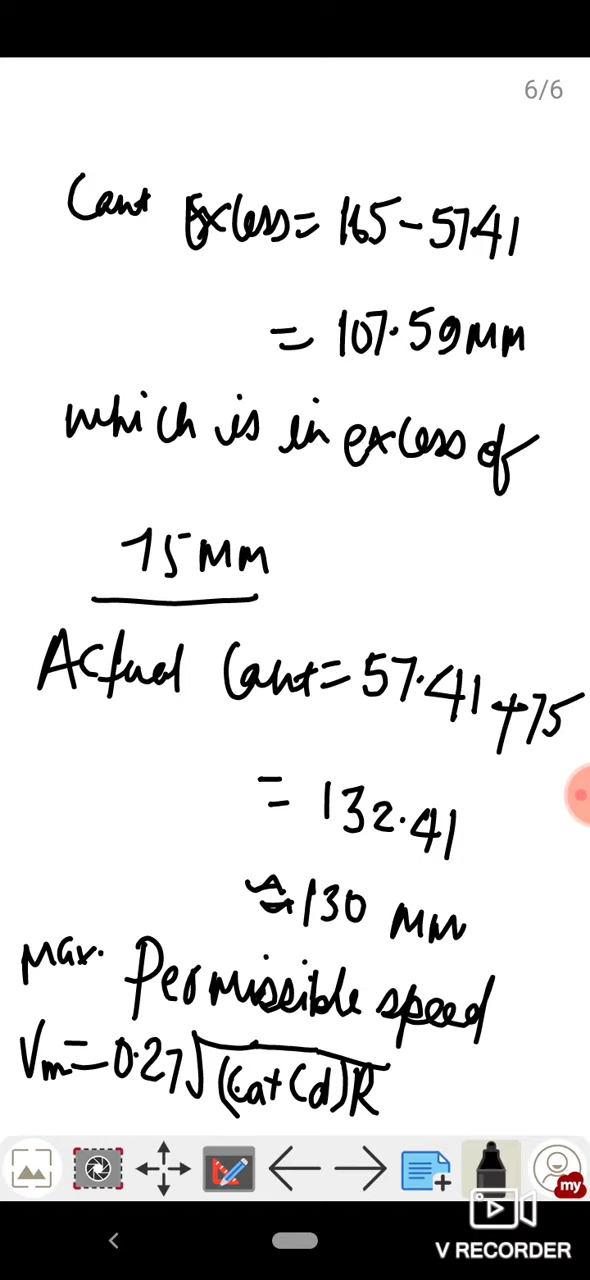 6/6
Cant Excess = 165 - 57.41
= 107.59 mm
which is in excess of
75 mm
Actual Cant = 57.41 + 75
= 132.41
≈ 130 mm
Max. Permissible speed
Vm = 0.27√(Ca + Cd)R
my
V RECORDER